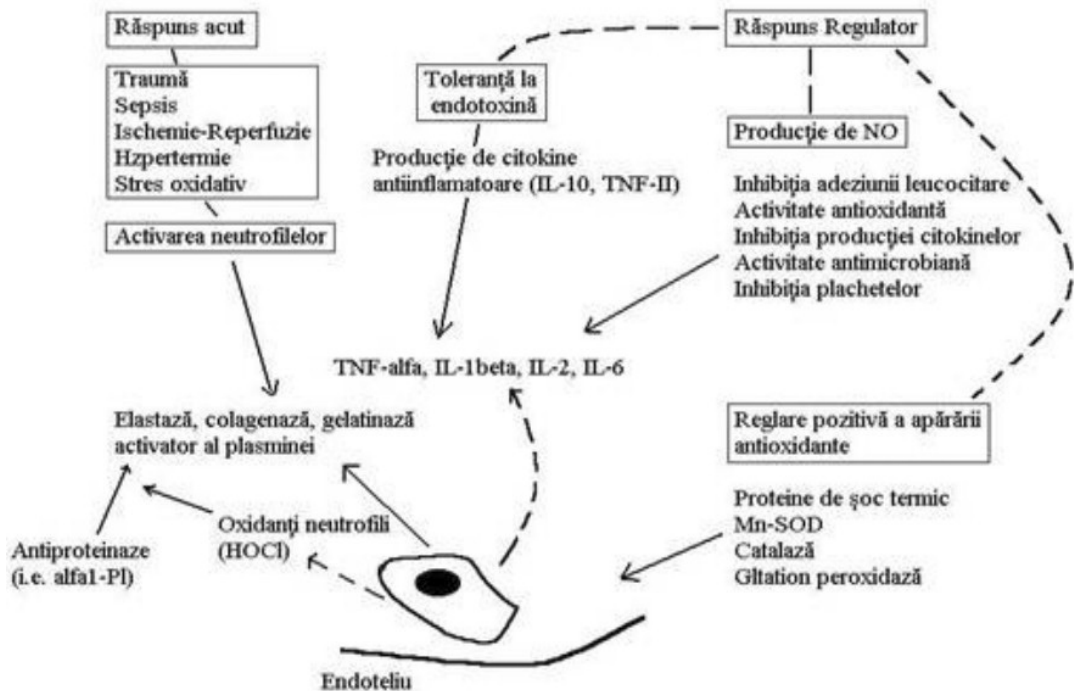 Răspuns acut
Traumă
Sepsis
Ischemie-Reperfuzie
Hzpertermie
Stres oxidativ
Activarea neutrofilelor
Toleranță la
endotoxină
Producție de citokine
antiinflamatoare (IL-10, TNF-II)
Răspuns Regulator
Producție de NO
Inhibiția adeziunii leucocitare
Activitate antioxidantă
Inhibiția producției citokinelor
Activitate antimicrobiană
Inhibiția plachetelor
TNF-alfa, IL-1beta, IL-2, IL-6
Elastază, colagenază, gelatinază
activator al plasminei
Reglare pozitivă a apărării
antioxidante
Antiproteinaze
(i.e. alfa1-Pl)
Oxidanți neutrofili
(HOCl)
Proteine de șoc termic
Mn-SOD
Catalază
Gltation peroxidază
Endoteliu